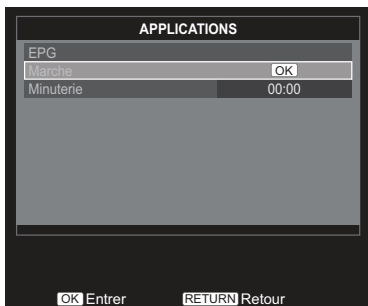 APPLICATIONS
EPG
Marche OK
Minuterie 00:00
OK Entrer RETURN Retour